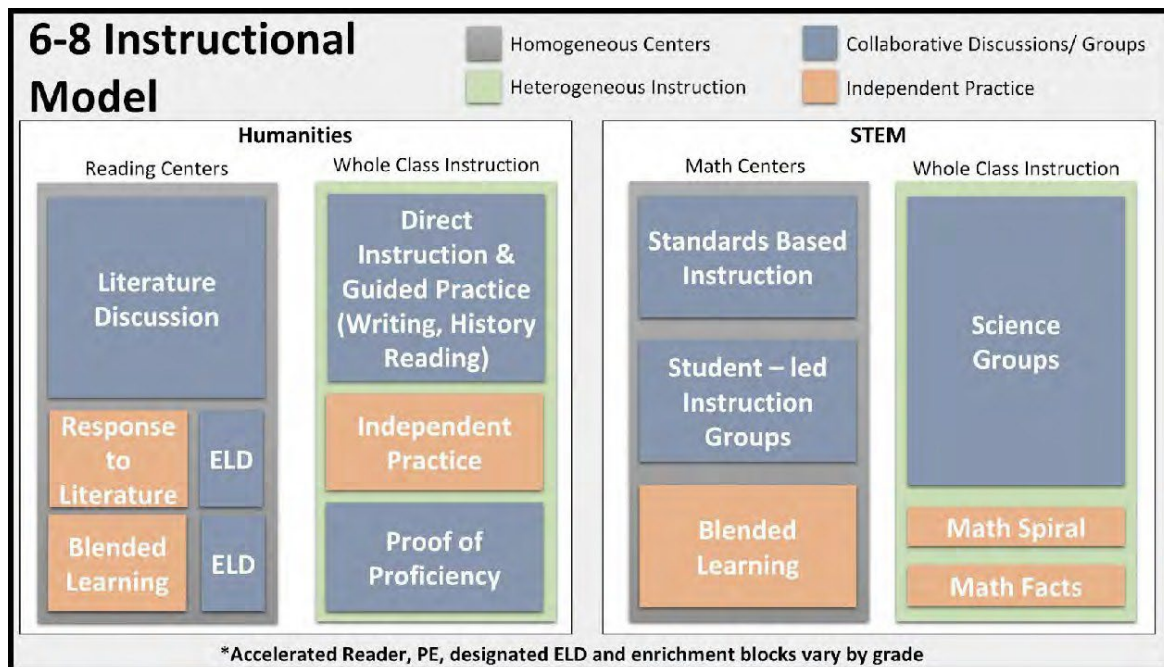 6-8 Instructional
Model
Homogeneous Centers
Heterogeneous Instruction
Collaborative Discussions/ Groups
Independent Practice
Humanities
Reading Centers
Literature
Discussion
Response
to
Literature
ELD
Blended
Learning
ELD
Whole Class Instruction
Direct
Instruction &
Guided Practice
(Writing, History
Reading)
Independent
Practice
Proof of
Proficiency
STEM
Math Centers
Standards Based
Instruction
Student – led
Instruction
Groups
Blended
Learning
Whole Class Instruction
Science
Groups
Math Spiral
Math Facts
*Accelerated Reader, PE, designated ELD and enrichment blocks vary by grade